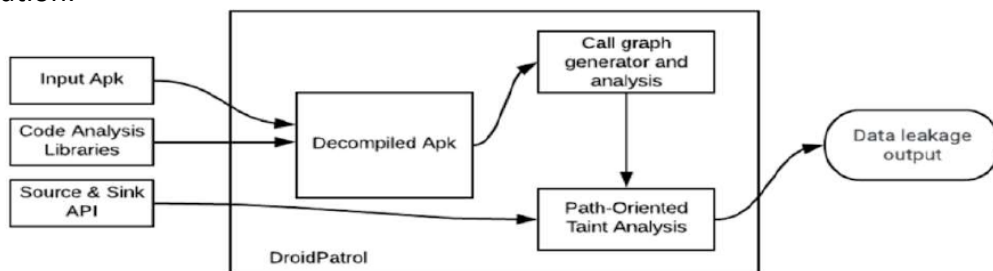 Call graph
generator and
analysis
Input Apk
Code Analysis
Libraries
Decompiled Apk
Data leakage
output
Source & Sink
API
Path-Oriented
Taint Analysis
DroidPatrol